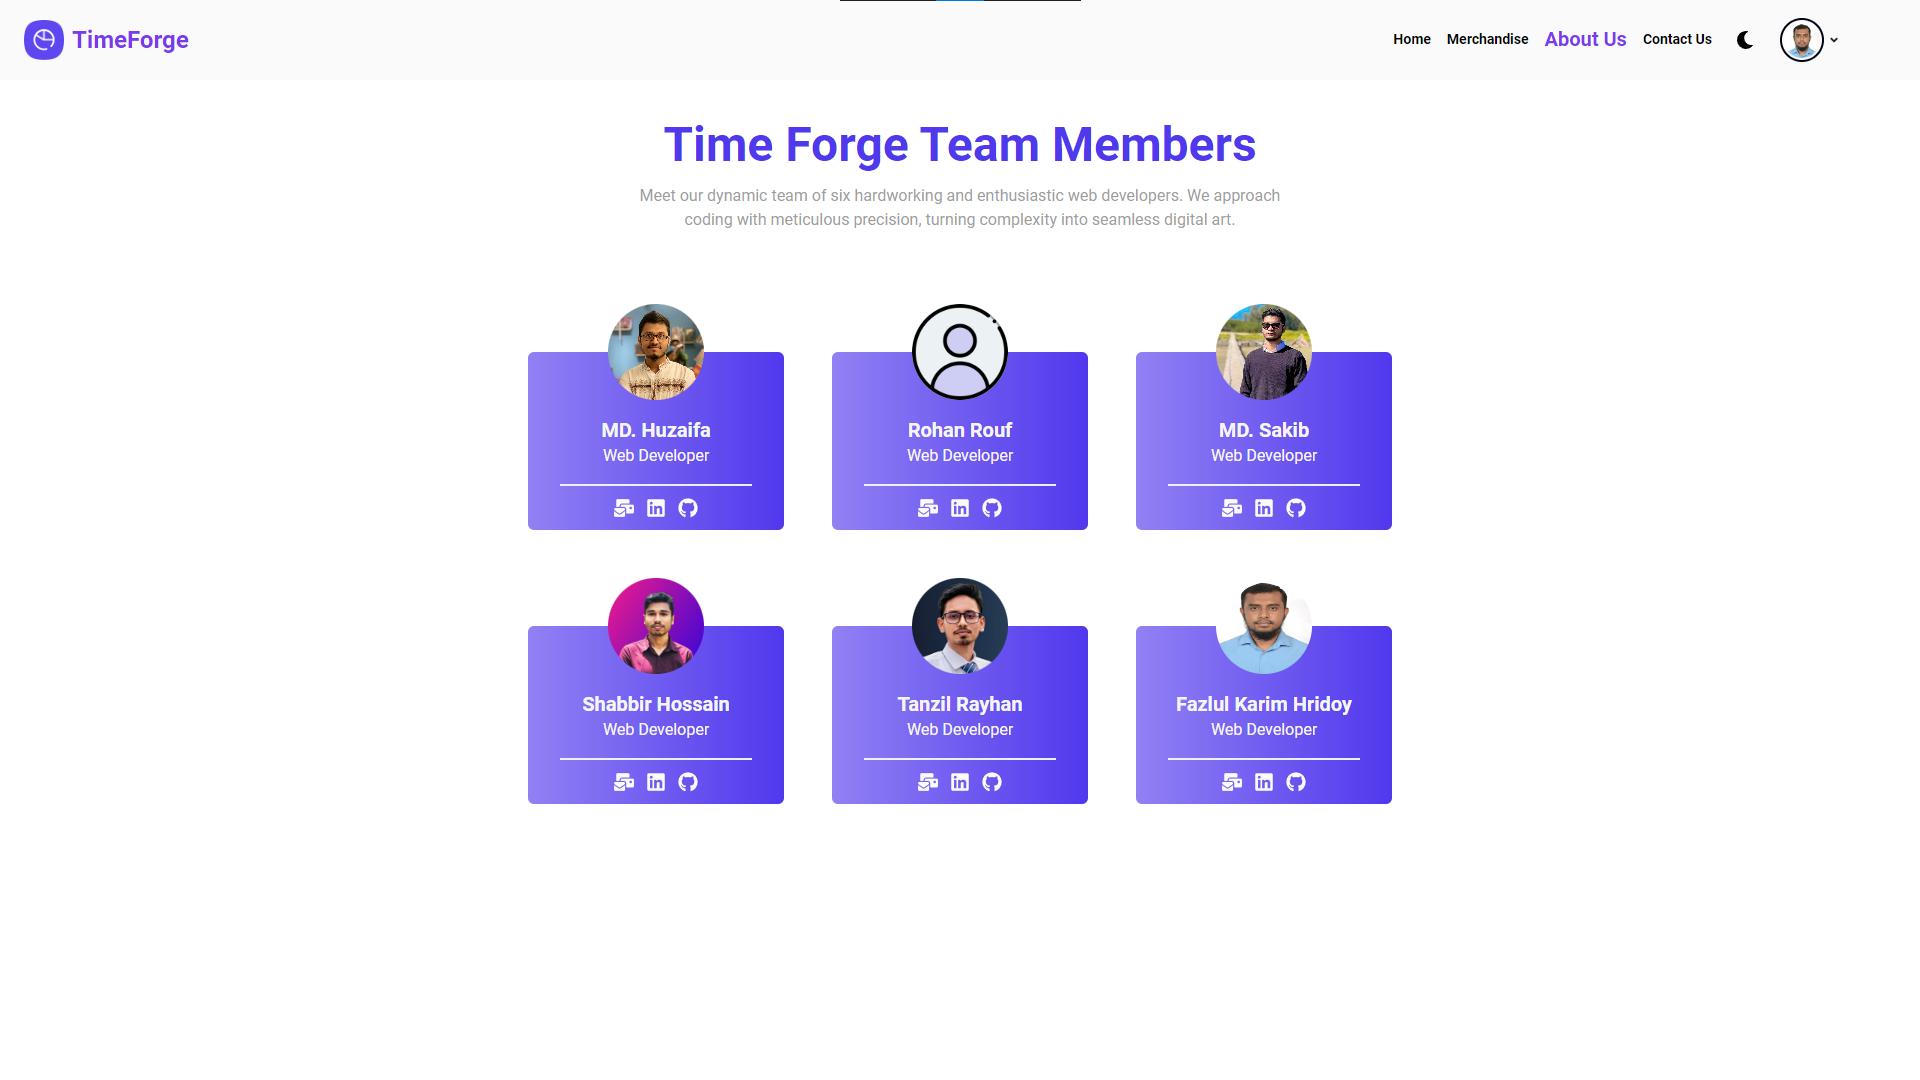 TimeForge
Home Merchandise About Us Contact Us
Time Forge Team Members
Meet our dynamic team of six hardworking and enthusiastic web developers. We approach
coding with meticulous precision, turning complexity into seamless digital art.
MD. Huzaifa
Web Developer
Rohan Rouf
Web Developer
MD. Sakib
Web Developer
Shabbir Hossain
Web Developer
Tanzil Rayhan
Web Developer
Fazlul Karim Hridoy
Web Developer